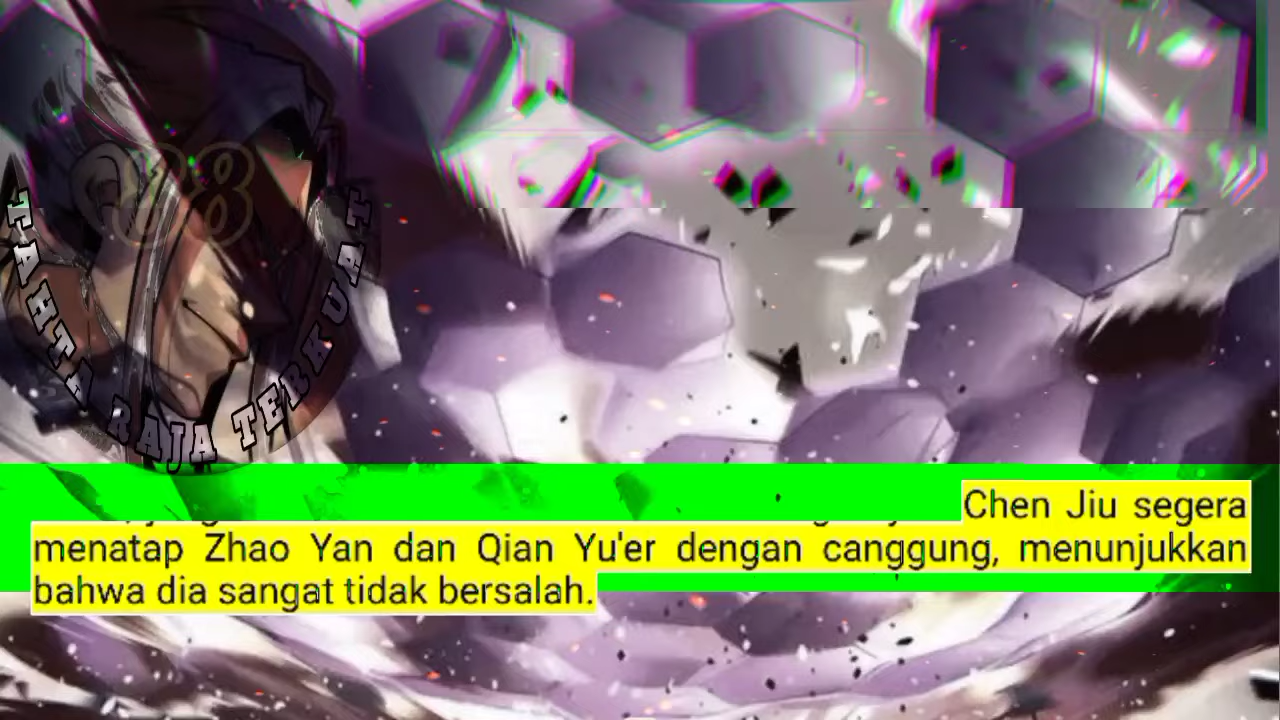 128
TAHTA RAJA TERKUAT
Chen Jiu segera
menatap Zhao Yan dan Qian Yu'er dengan canggung, menunjukkan
bahwa dia sangat tidak bersalah.